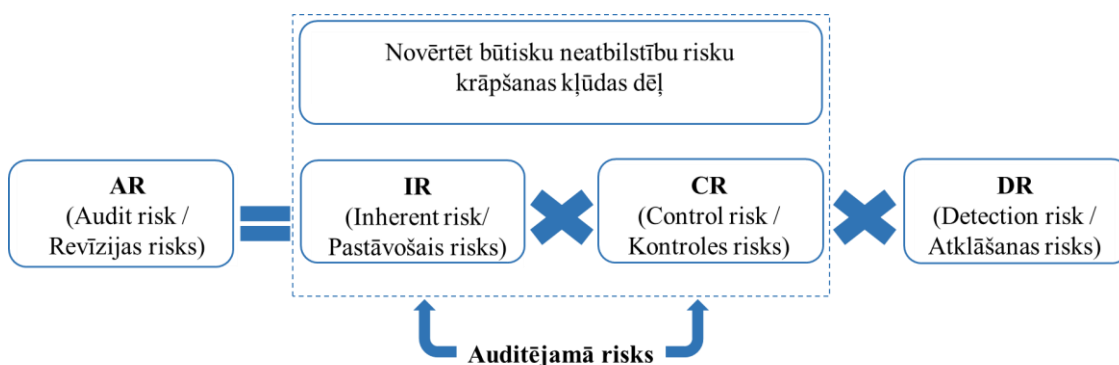 Novērtēt būtisku neatbilstību risku
krāpšanas kļūdas dēļ
AR
(Audit risk /
Revīzijas risks)
IR
(Inherent risk/
Pastāvošais risks)
CR
(Control risk /
Kontroles risks)
DR
(Detection risk /
Atklāšanas risks)
Auditējamā risks